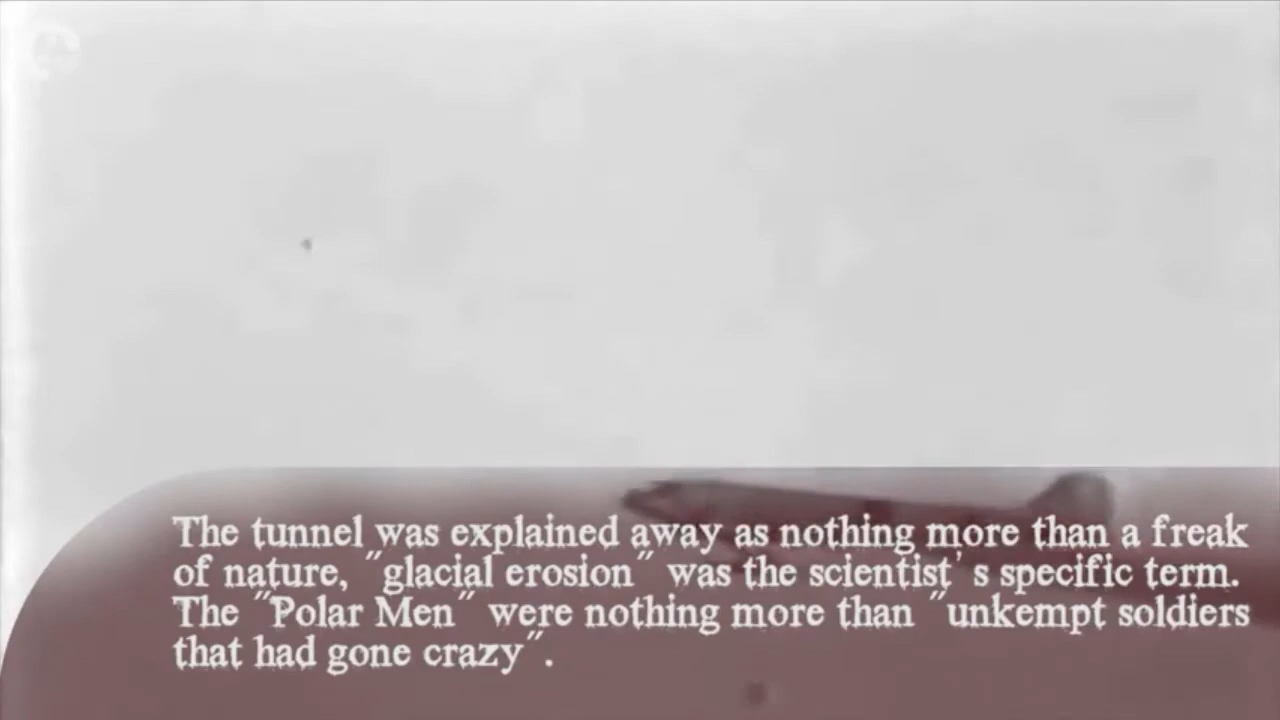 The tunnel was explained away as nothing more than a freak
of nature, "glacial erosion" was the scientist's specific term.
The "Polar Men" were nothing more than "unkempt soldiers
that had gone crazy".